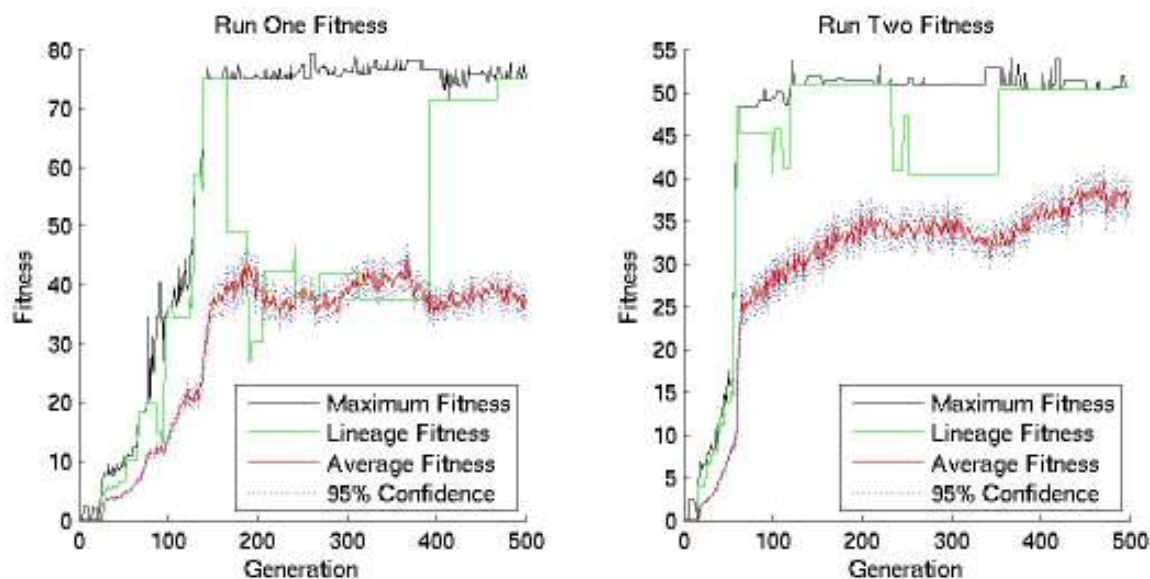 Run One Fitness
80
70
60
50
40
30
20
10
0
Fitness
0 100 200 300 400 500
Generation
Maximum Fitness
Lineage Fitness
Average Fitness
95% Confidence
Run Two Fitness
55
50
45
40
35
30
25
20
15
10
5
0
Fitness
0 100 200 300 400 500
Generation
Maximum Fitness
Lineage Fitness
Average Fitness
95% Confidence